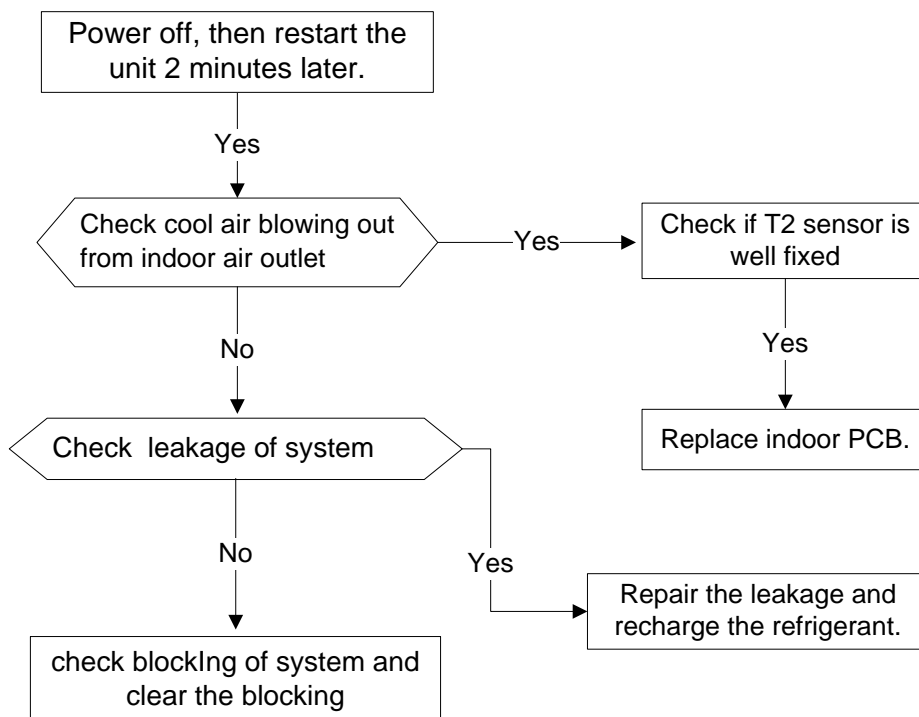 Power off, then restart the
unit 2 minutes later.
Yes
Check cool air blowing out
from indoor air outlet
Yes
Check if T2 sensor is
well fixed
No
Yes
Replace indoor PCB.
Check leakage of system
No
Yes
Repair the leakage and
recharge the refrigerant.
check blockIng of system and
clear the blocking